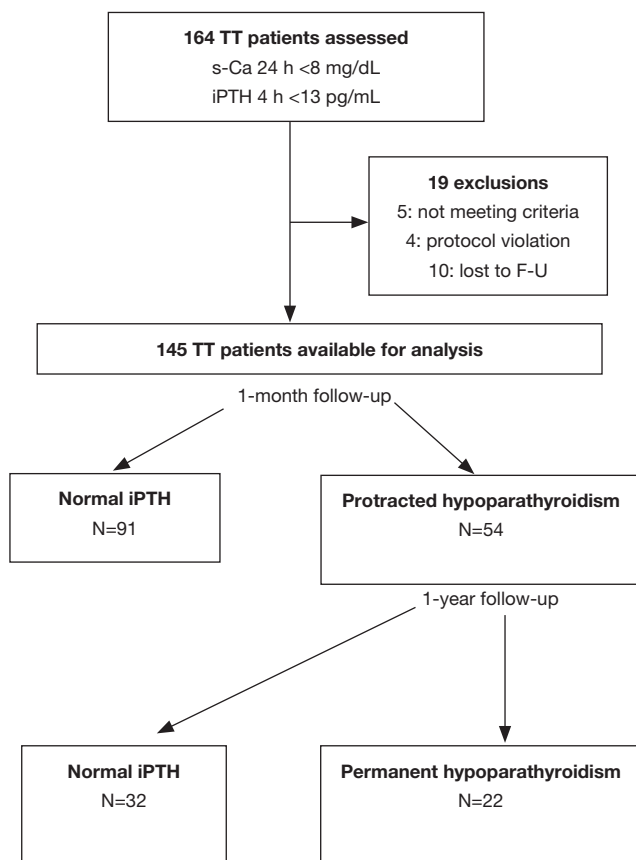 164 TT patients assessed
s-Ca 24 h <8 mg/dL
iPTH 4 h <13 pg/mL
19 exclusions
5: not meeting criteria
4: protocol violation
10: lost to F-U
145 TT patients available for analysis
1-month follow-up
Normal iPTH
N=91
Protracted hypoparathyroidism
N=54
1-year follow-up
Normal iPTH
N=32
Permanent hypoparathyroidism
N=22